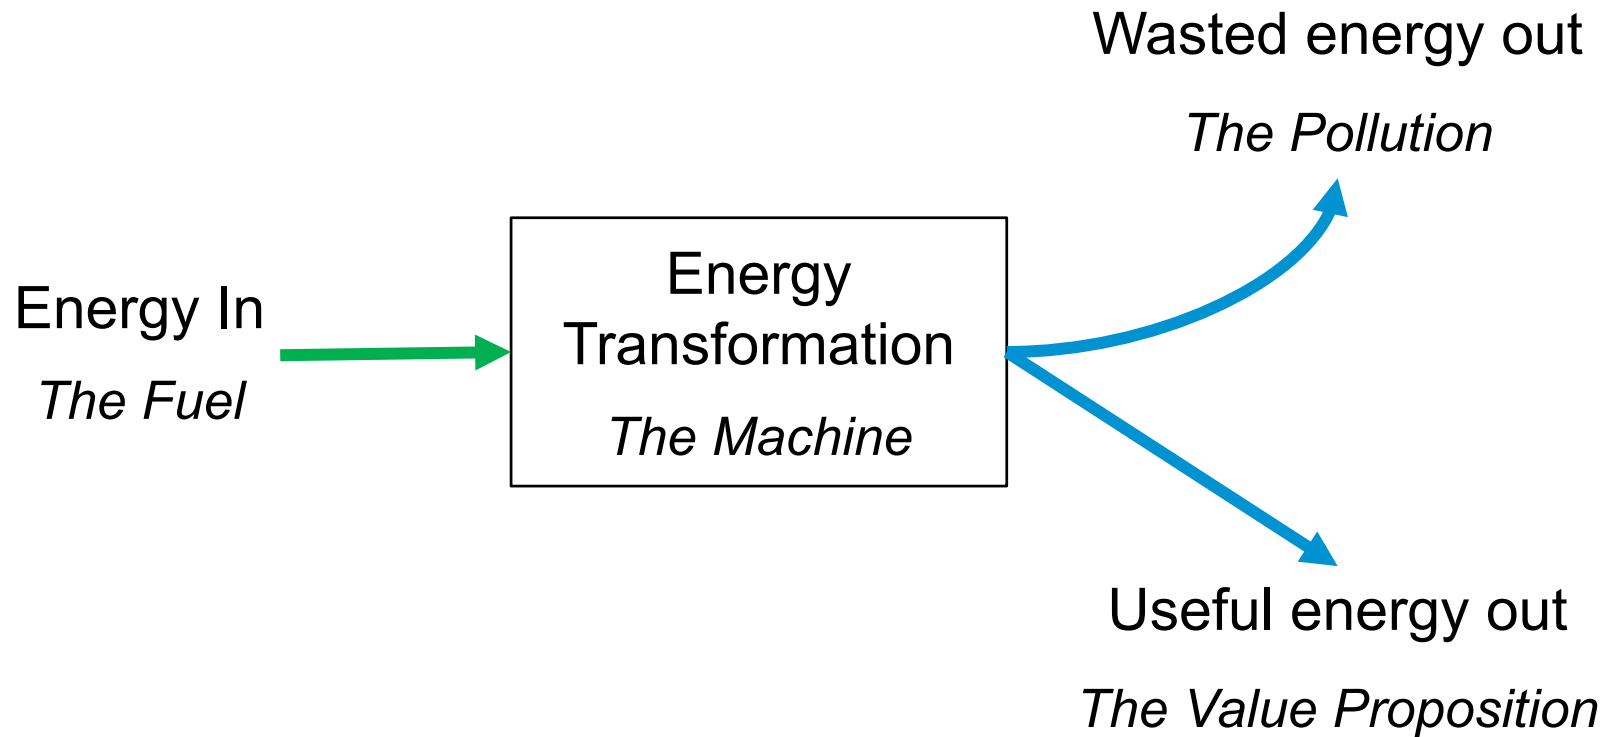 Energy In
The Fuel
Energy
Transformation
The Machine
Wasted energy out
The Pollution
Useful energy out
The Value Proposition